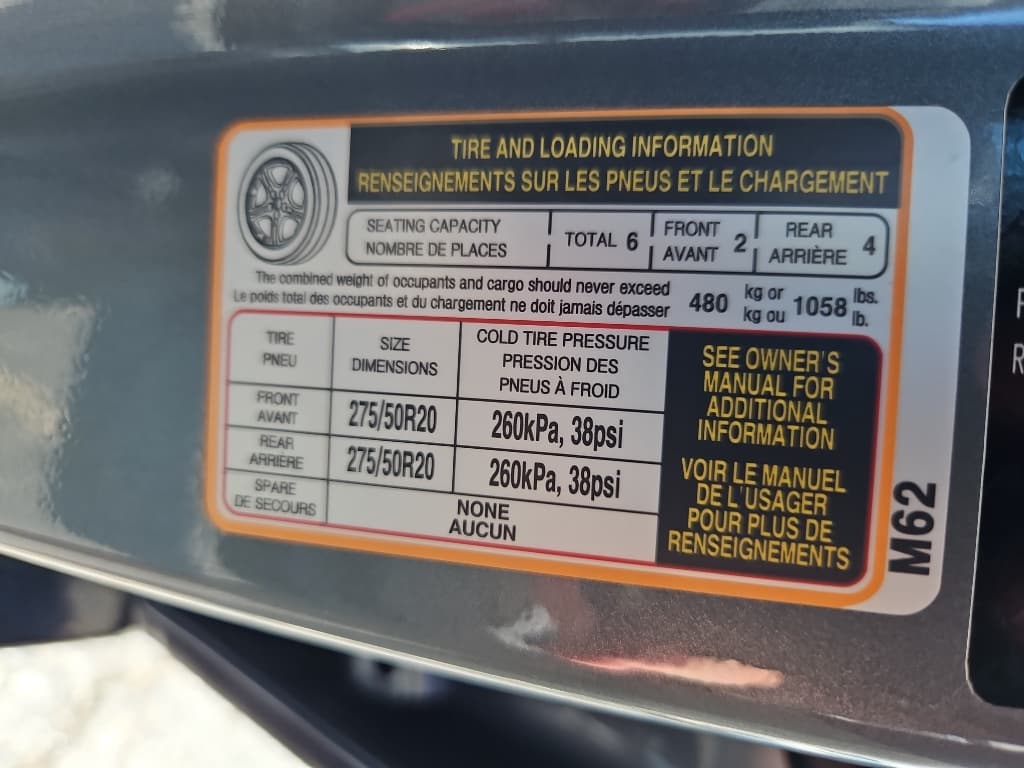 TIRE AND LOADING INFORMATION
RENSEIGNEMENTS SUR LES PNEUS ET LE CHARGEMENT
SEATING CAPACITY
NOMBRE DE PLACES
TOTAL 6
FRONT
AVANT
2
REAR
ARRIÈRE
4
The combined weight of occupants and cargo should never exceed
Le poids total des occupants et du chargement ne doit jamais dépasser
480
kg or
kg ou
1058
lbs.
lb.
TIRE
PNEU
SIZE
DIMENSIONS
COLD TIRE PRESSURE
PRESSION DES
PNEUS À FROID
FRONT
AVANT
275/50R20
260kPa, 38psi
REAR
ARRIÈRE
275/50R20
260kPa, 38psi
SPARE
DE SECOURS
NONE
AUCUN
SEE OWNER'S
MANUAL FOR
ADDITIONAL
INFORMATION
VOIR LE MANUEL
DE L'USAGER
POUR PLUS DE
RENSEIGNEMENTS
M62